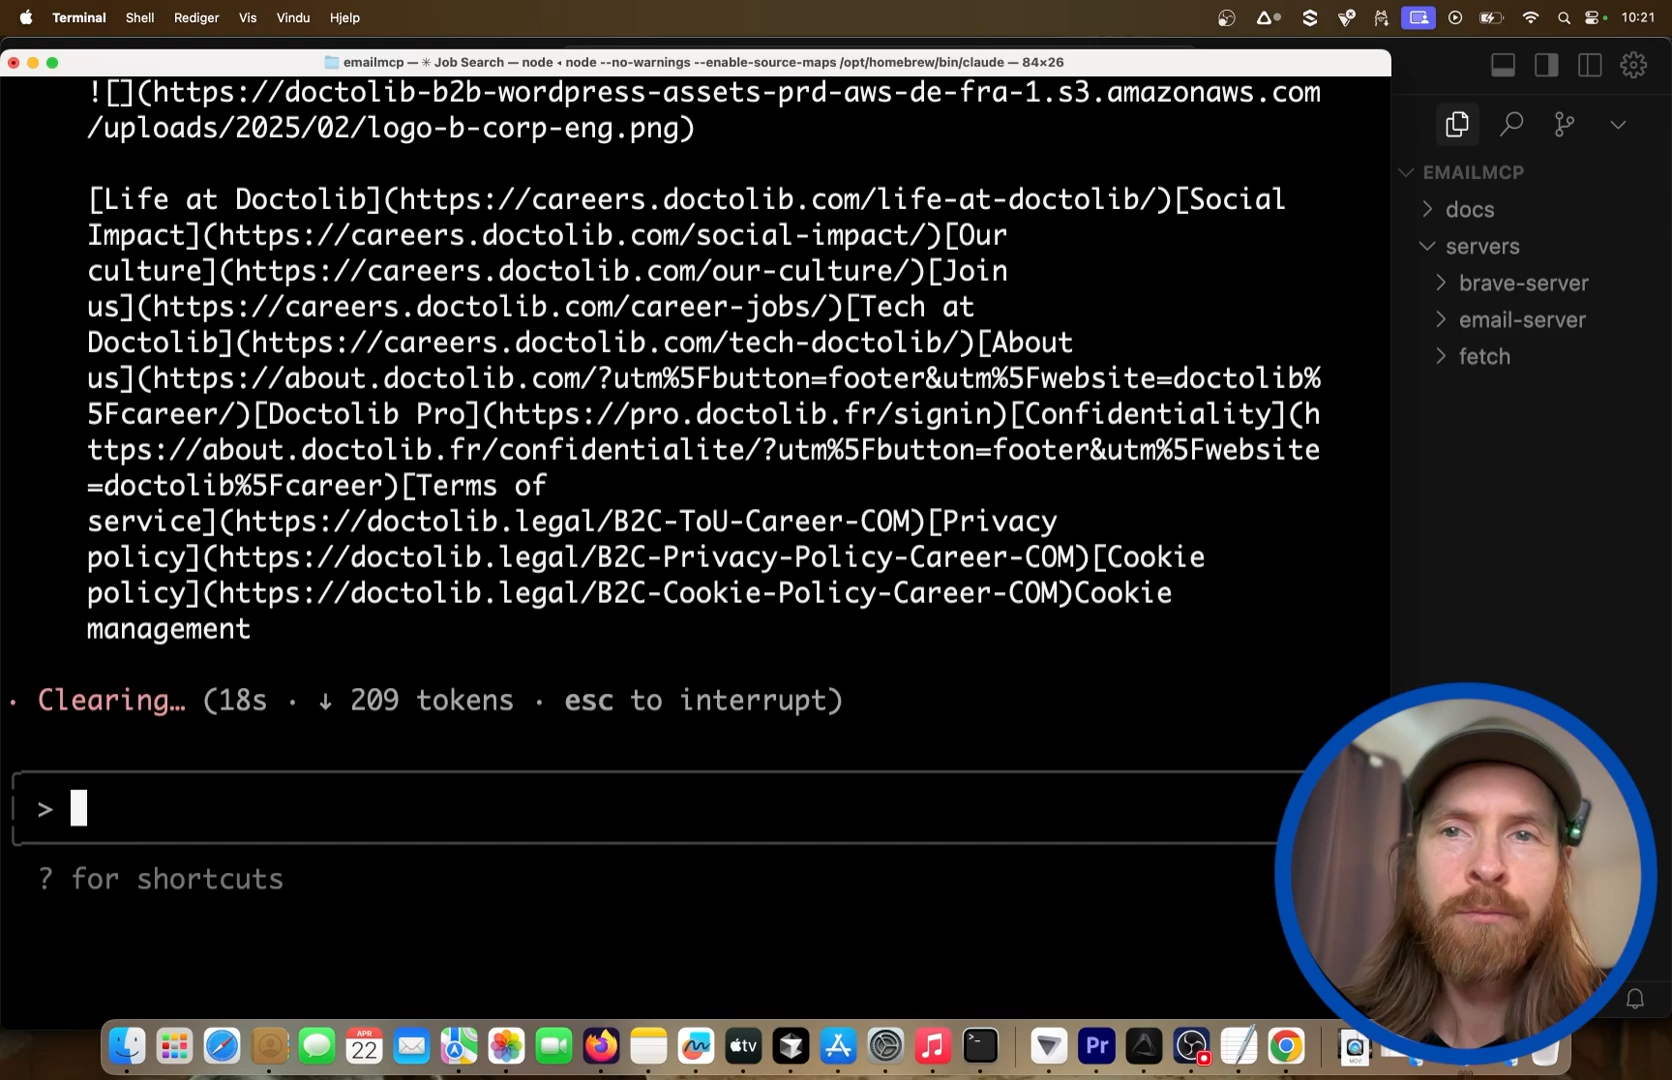 Terminal Shell Rediger Vis Vindu Hjelp 10:21
emailmcp — ✳ Job Search — node ◂ node --no-warnings --enable-source-maps /opt/homebrew/bin/claude — 84×26
![](https://doctolib-b2b-wordpress-assets-prd-aws-de-fra-1.s3.amazonaws.com
/uploads/2025/02/logo-b-corp-eng.png)
[Life at Doctolib](https://careers.doctolib.com/life-at-doctolib/)[Social
Impact](https://careers.doctolib.com/social-impact/)[Our
culture](https://careers.doctolib.com/our-culture/)[Join
us](https://careers.doctolib.com/career-jobs/)[Tech at
Doctolib](https://careers.doctolib.com/tech-doctolib/)[About
us](https://about.doctolib.com/?utm%5Fbutton=footer&utm%5Fwebsite=doctolib%
5Fcareer/)[Doctolib Pro](https://pro.doctolib.fr/signin)[Confidentiality](h
ttps://about.doctolib.fr/confidentialite/?utm%5Fbutton=footer&utm%5Fwebsite
=doctolib%5Fcareer)[Terms of
service](https://doctolib.legal/B2C-ToU-Career-COM)[Privacy
policy](https://doctolib.legal/B2C-Privacy-Policy-Career-COM)[Cookie
policy](https://doctolib.legal/B2C-Cookie-Policy-Career-COM)Cookie
management
· Clearing… (18s · ↓ 209 tokens · esc to interrupt)
>
? for shortcuts
EMAILMCP
docs
servers
brave-server
email-server
fetch
APR
22
tv
Pr